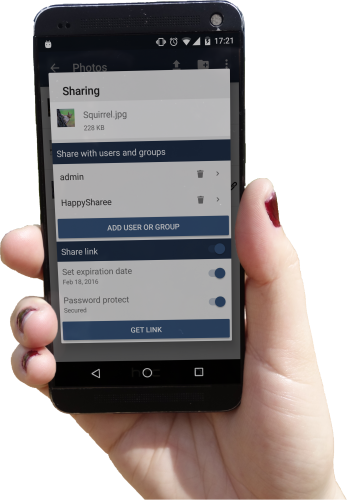 17:21
Photos
Sharing
Squirrel.jpg
228 KB
Share with users and groups
admin
HappySharee
ADD USER OR GROUP
Share link
Set expiration date
Feb 18, 2016
Password protect
Secured
GET LINK
hTC